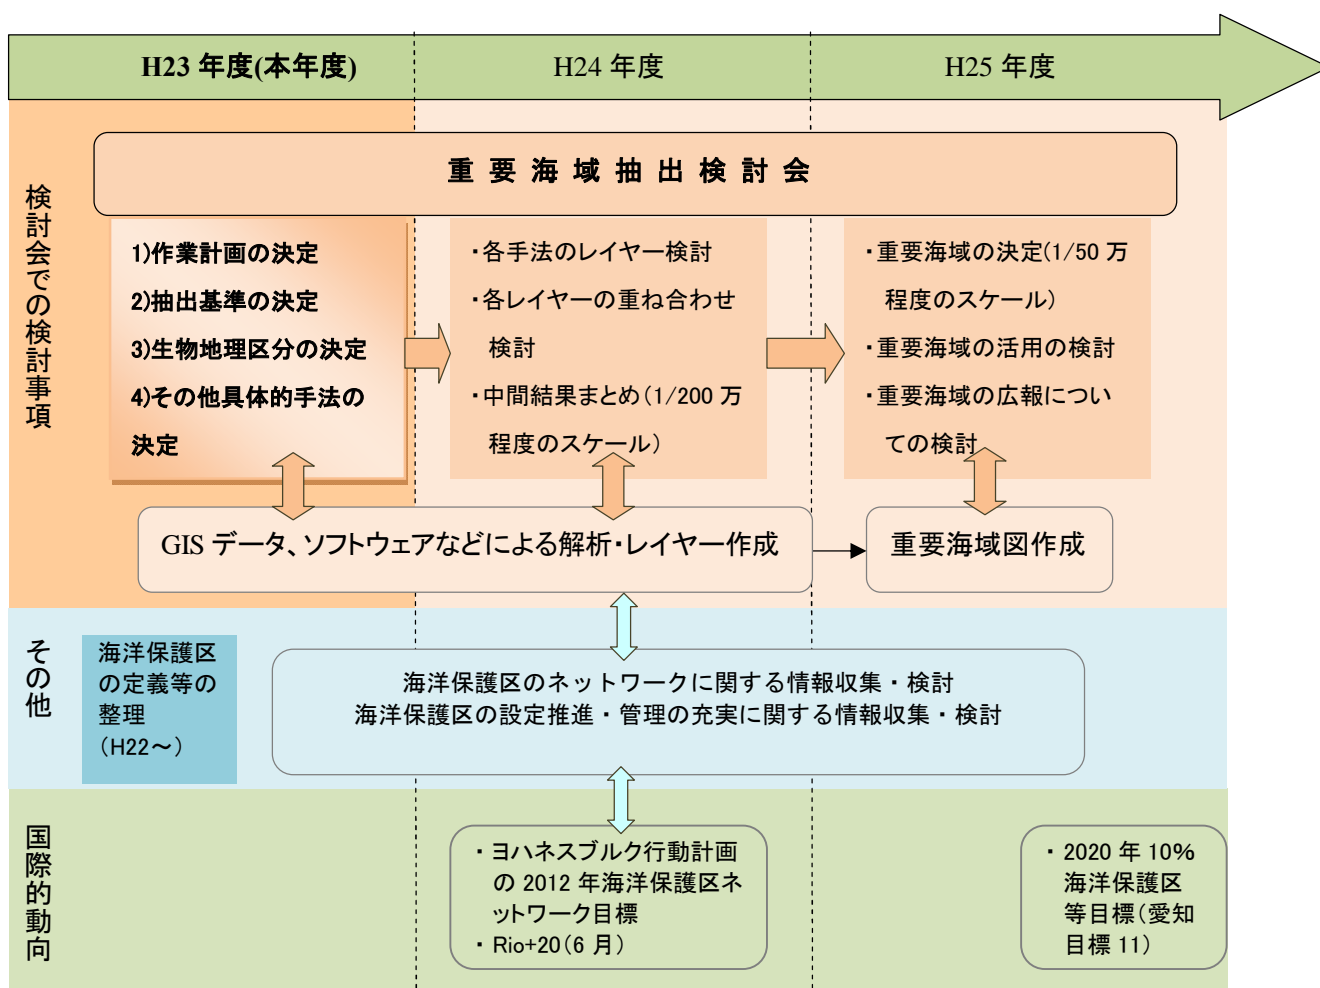 H23 年度(本年度)
H24 年度
H25 年度
検討会での検討事項
重要海域抽出検討会
1)作業計画の決定
2)抽出基準の決定
3)生物地理区分の決定
4)その他具体的手法の
決定
・各手法のレイヤー検討
・各レイヤーの重ね合わせ
検討
・中間結果まとめ(1/200 万
程度のスケール)
・重要海域の決定(1/50 万
程度のスケール)
・重要海域の活用の検討
・重要海域の広報につい
ての検討
GIS データ、ソフトウェアなどによる解析・レイヤー作成
重要海域図作成
その他
海洋保護区
の定義等の
整理
(H22～)
海洋保護区のネットワークに関する情報収集・検討
海洋保護区の設定推進・管理の充実に関する情報収集・検討
国際的動向
・ヨハネスブルク行動計画
の 2012 年海洋保護区ネ
ットワーク目標
・Rio+20(6 月)
・2020 年 10%
海洋保護区
等目標(愛知
目標 11)